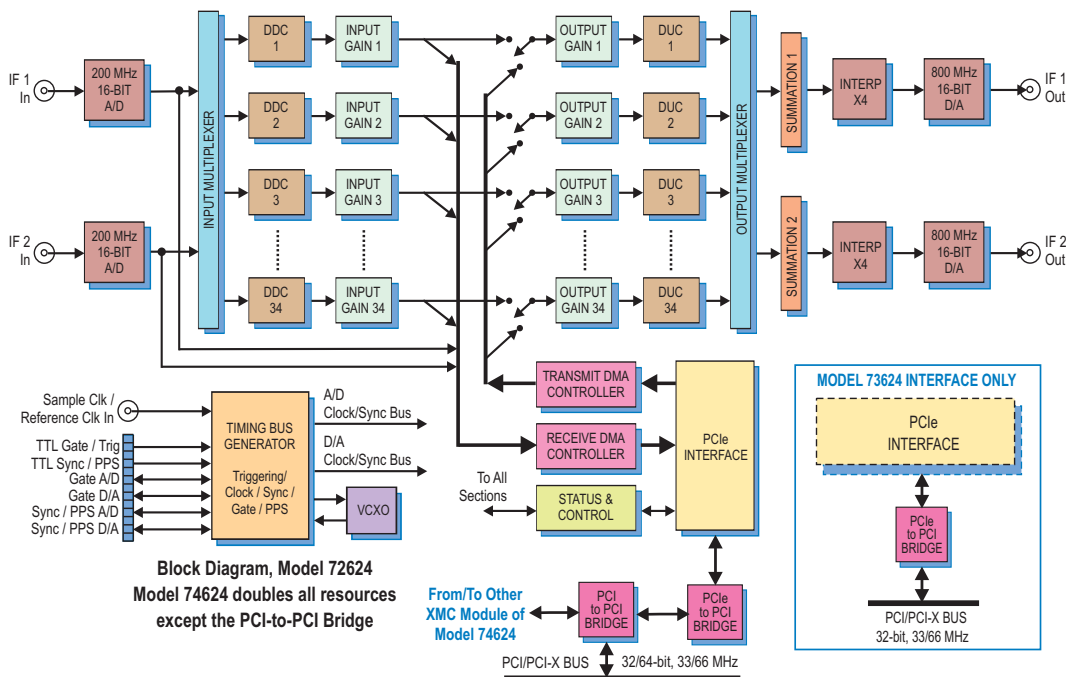 IF 1
In
200 MHz
16-BIT
A/D
IF 2
In
200 MHz
16-BIT
A/D
INPUT MULTIPLEXER
DDC
1
INPUT
GAIN 1
DDC
2
INPUT
GAIN 2
DDC
3
INPUT
GAIN 3
DDC
34
INPUT
GAIN 34
OUTPUT
GAIN 1
DUC
1
OUTPUT
GAIN 2
DUC
2
OUTPUT
GAIN 3
DUC
3
OUTPUT
GAIN 34
DUC
34
OUTPUT MULTIPLEXER
SUMMATION 1
INTERP
X4
800 MHz
16-BIT
D/A
IF 1
Out
SUMMATION 2
INTERP
X4
800 MHz
16-BIT
D/A
IF 2
Out
Sample Clk /
Reference Clk In
TTL Gate / Trig
TTL Sync / PPS
Gate A/D
Gate D/A
Sync / PPS A/D
Sync / PPS D/A
TIMING BUS
GENERATOR
Triggering/
Clock / Sync /
Gate / PPS
A/D
Clock/Sync Bus
D/A
Clock/Sync Bus
VCXO
TRANSMIT DMA
CONTROLLER
RECEIVE DMA
CONTROLLER
To All
Sections
STATUS &
CONTROL
PCIe
INTERFACE
Block Diagram, Model 72624
Model 74624 doubles all resources
except the PCI-to-PCI Bridge
From/To Other
XMC Module of
Model 74624
PCI
to PCI
BRIDGE
PCIe
to PCI
BRIDGE
PCI/PCI-X BUS
32/64-bit, 33/66 MHz
MODEL 73624 INTERFACE ONLY
PCIe
INTERFACE
PCIe
to PCI
BRIDGE
PCI/PCI-X BUS
32-bit, 33/66 MHz